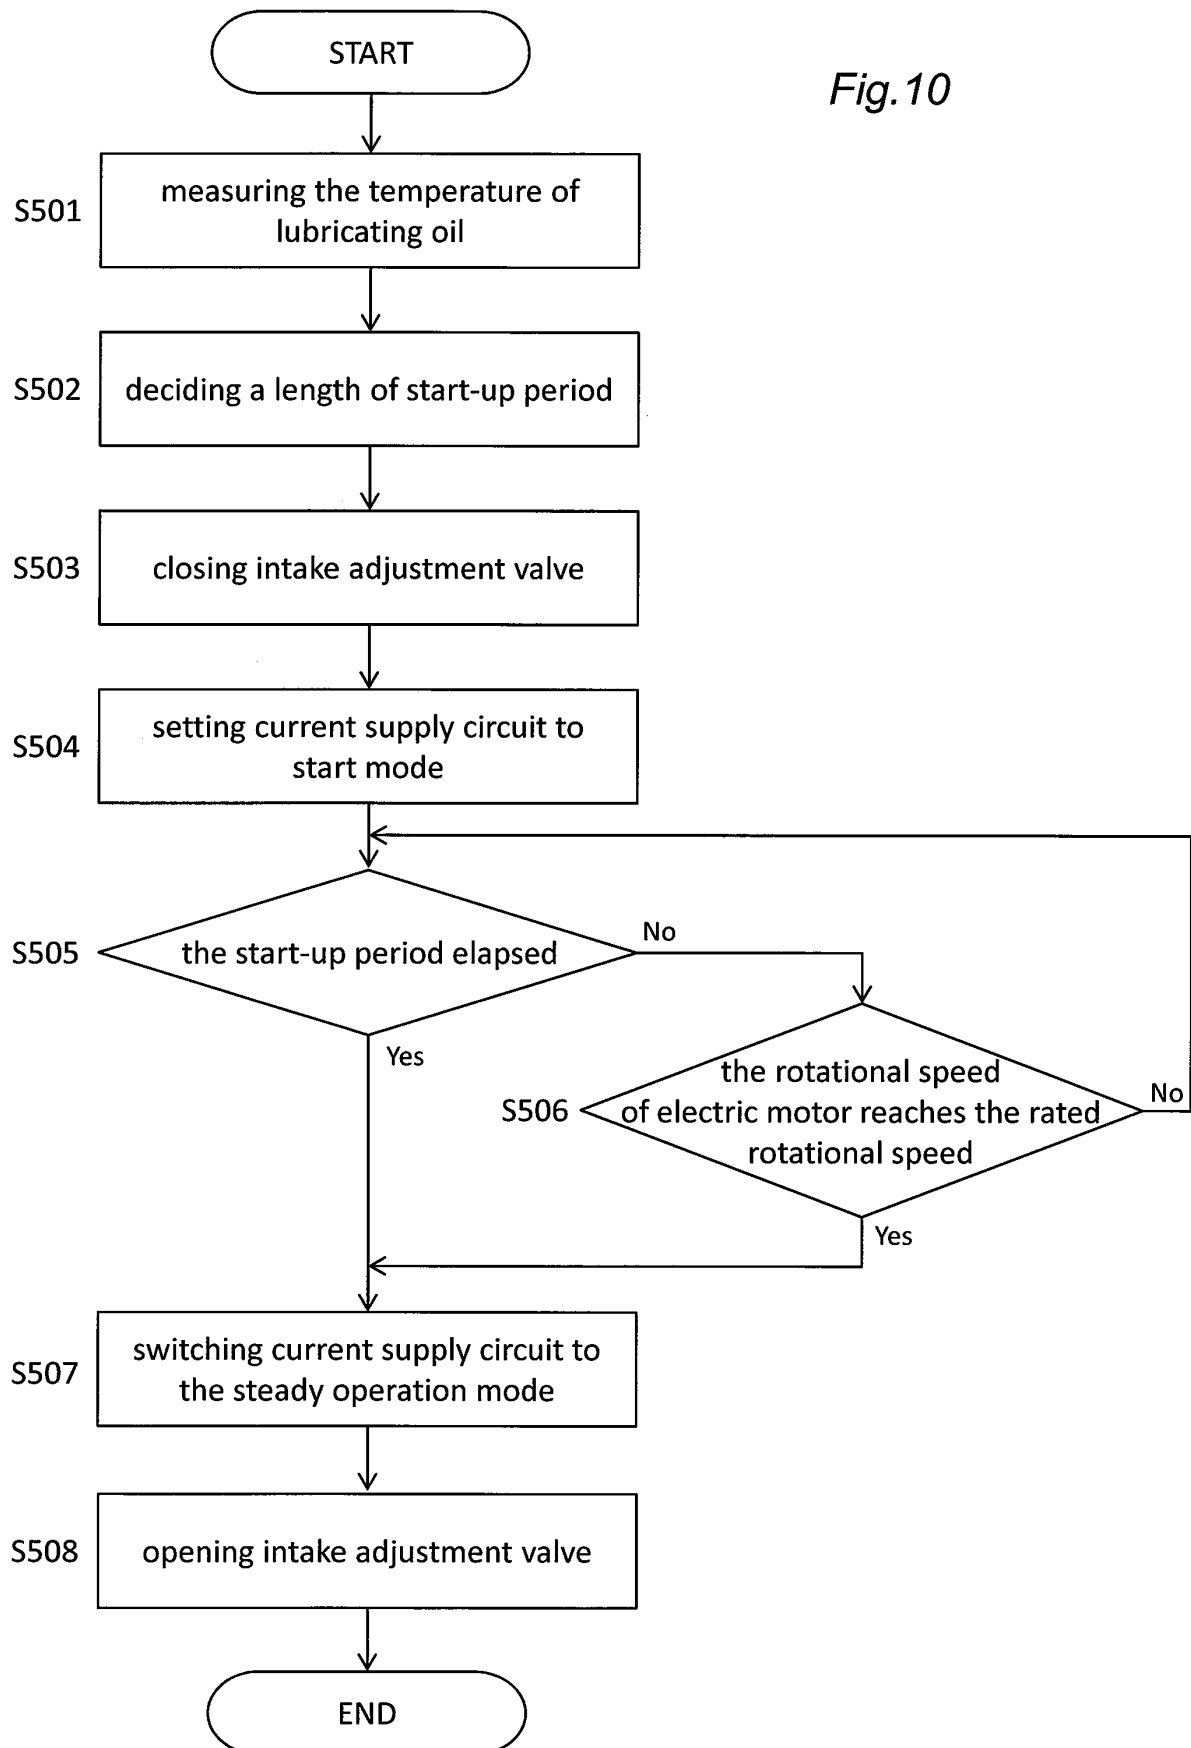 START
Fig.10
S501
measuring the temperature of
lubricating oil
S502
deciding a length of start-up period
S503
closing intake adjustment valve
S504
setting current supply circuit to
start mode
S505
the start-up period elapsed
No
Yes
S506
the rotational speed
of electric motor reaches the rated
rotational speed
No
Yes
S507
switching current supply circuit to
the steady operation mode
S508
opening intake adjustment valve
END